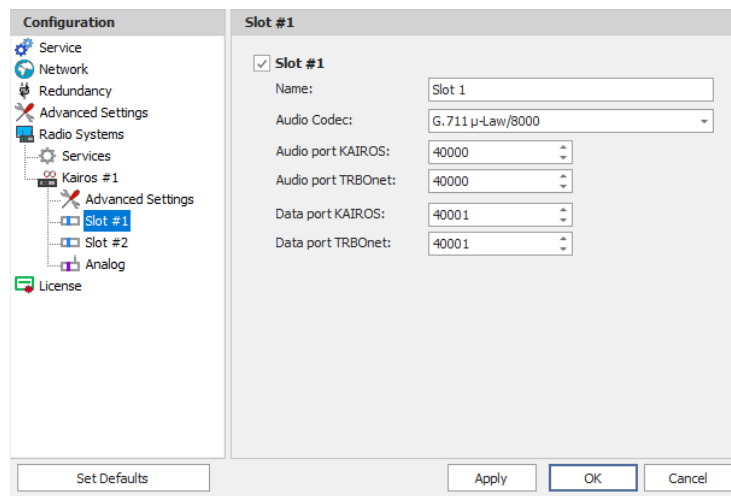 Configuration
Service
Network
Redundancy
Advanced Settings
Radio Systems
Services
Kairos #1
Advanced Settings
Slot #1
Slot #2
Analog
License
Slot #1
Slot #1
Name: Slot 1
Audio Codec: G.711 µ-Law/8000
Audio port KAIROS: 40000
Audio port TRBOnet: 40000
Data port KAIROS: 40001
Data port TRBOnet: 40001
Set Defaults Apply OK Cancel